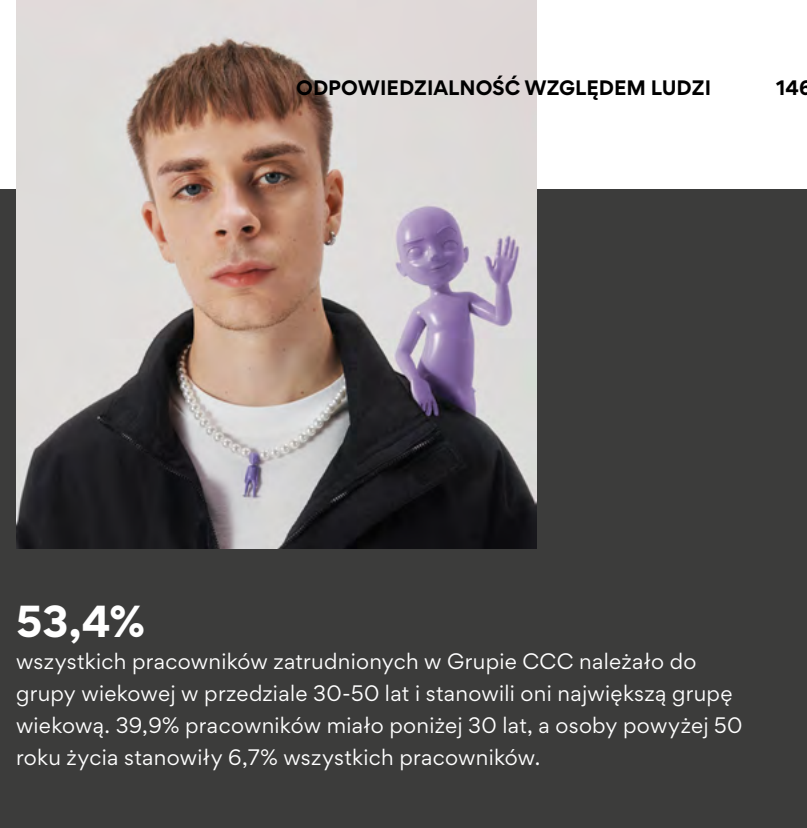 ODPOWIEDZIALNOŚĆ WZGLĘDEM LUDZI 146
53,4%
wszystkich pracowników zatrudnionych w Grupie CCC należało do
grupy wiekowej w przedziale 30-50 lat i stanowili oni największą grupę
wiekową. 39,9% pracowników miało poniżej 30 lat, a osoby powyżej 50
roku życia stanowiły 6,7% wszystkich pracowników.